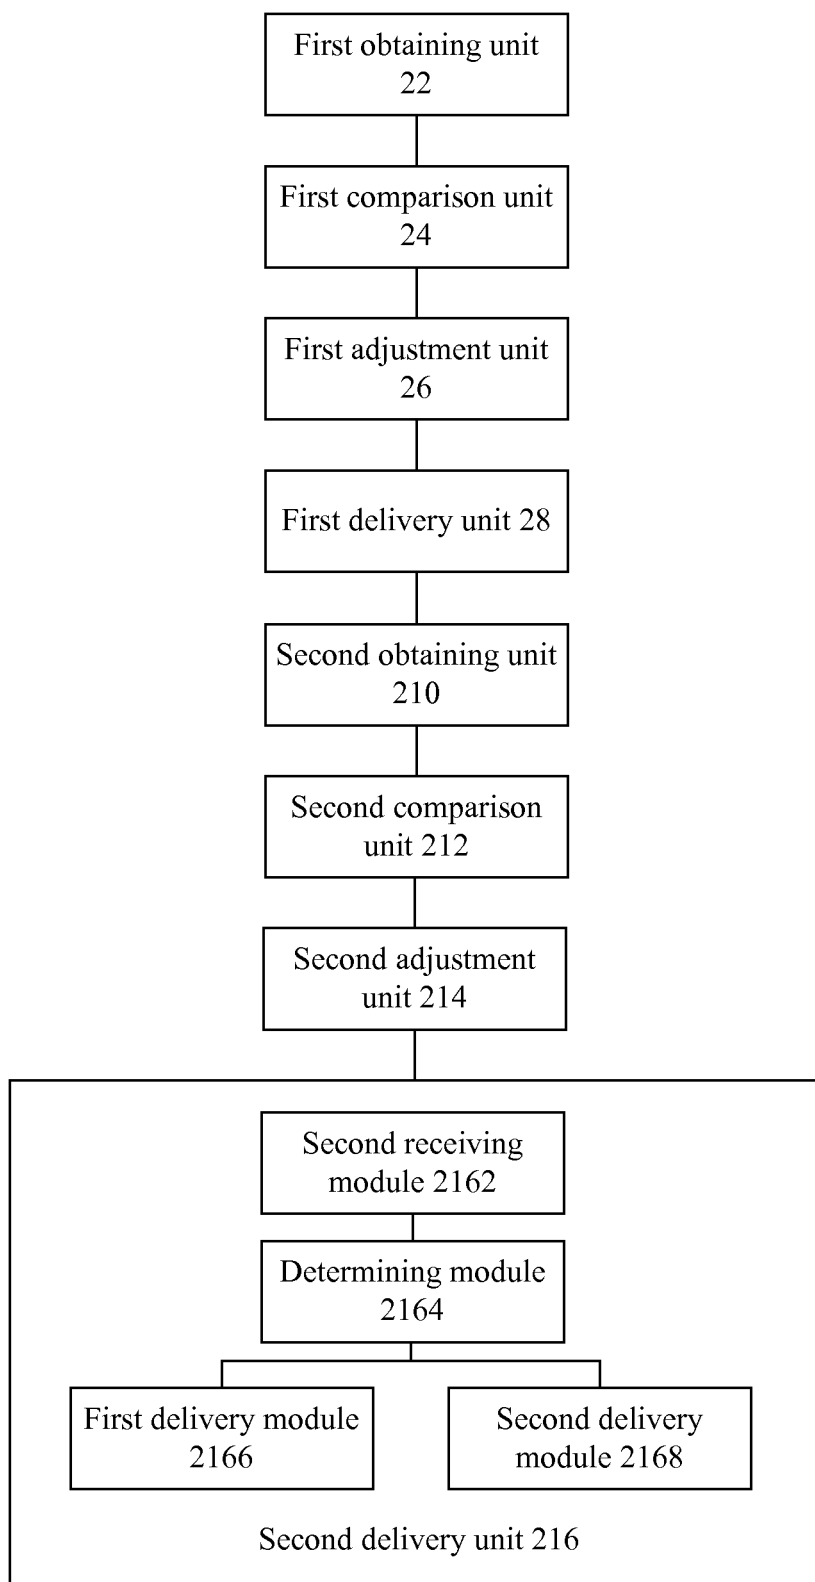 First obtaining unit
22
First comparison unit
24
First adjustment unit
26
First delivery unit 28
Second obtaining unit
210
Second comparison
unit 212
Second adjustment
unit 214
Second receiving
module 2162
Determining module
2164
First delivery module
2166
Second delivery
module 2168
Second delivery unit 216